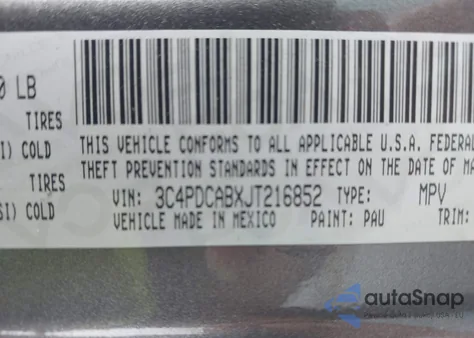 0 LB
TIRES
SI) COLD
TIRES
SI) COLD
THIS VEHICLE CONFORMS TO ALL APPLICABLE U.S.A. FEDERAL
THEFT PREVENTION STANDARDS IN EFFECT ON THE DATE OF MA
VIN: 3C4PDCABXJT216852 TYPE: MPV
VEHICLE MADE IN MEXICO PAINT: PAU TRIM:
autoSnap